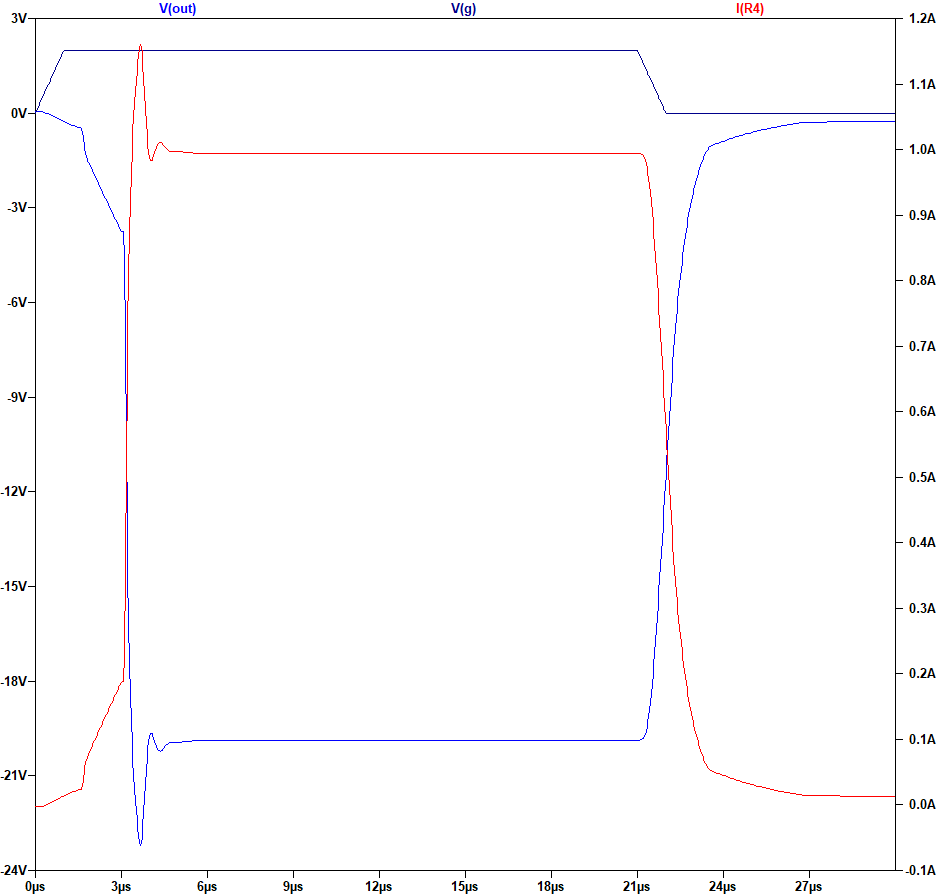 V(out) V(g) I(R4)
3V 1.2A
1.1A
0V
1.0A
-3V 0.9A
0.8A
-6V
0.7A
-9V
0.6A
-12V 0.5A
0.4A
-15V
0.3A
-18V 0.2A
0.1A
-21V
0.0A
-24V -0.1A
0µs 3µs 6µs 9µs 12µs 15µs 18µs 21µs 24µs 27µs